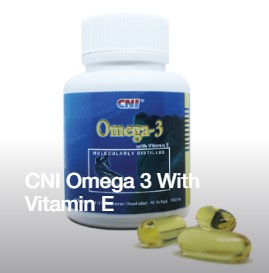 CNI®
Omega-3
with Vitamin E
MOLECULARLY DISTILLED
CNI Omega 3 With
Vitamin E